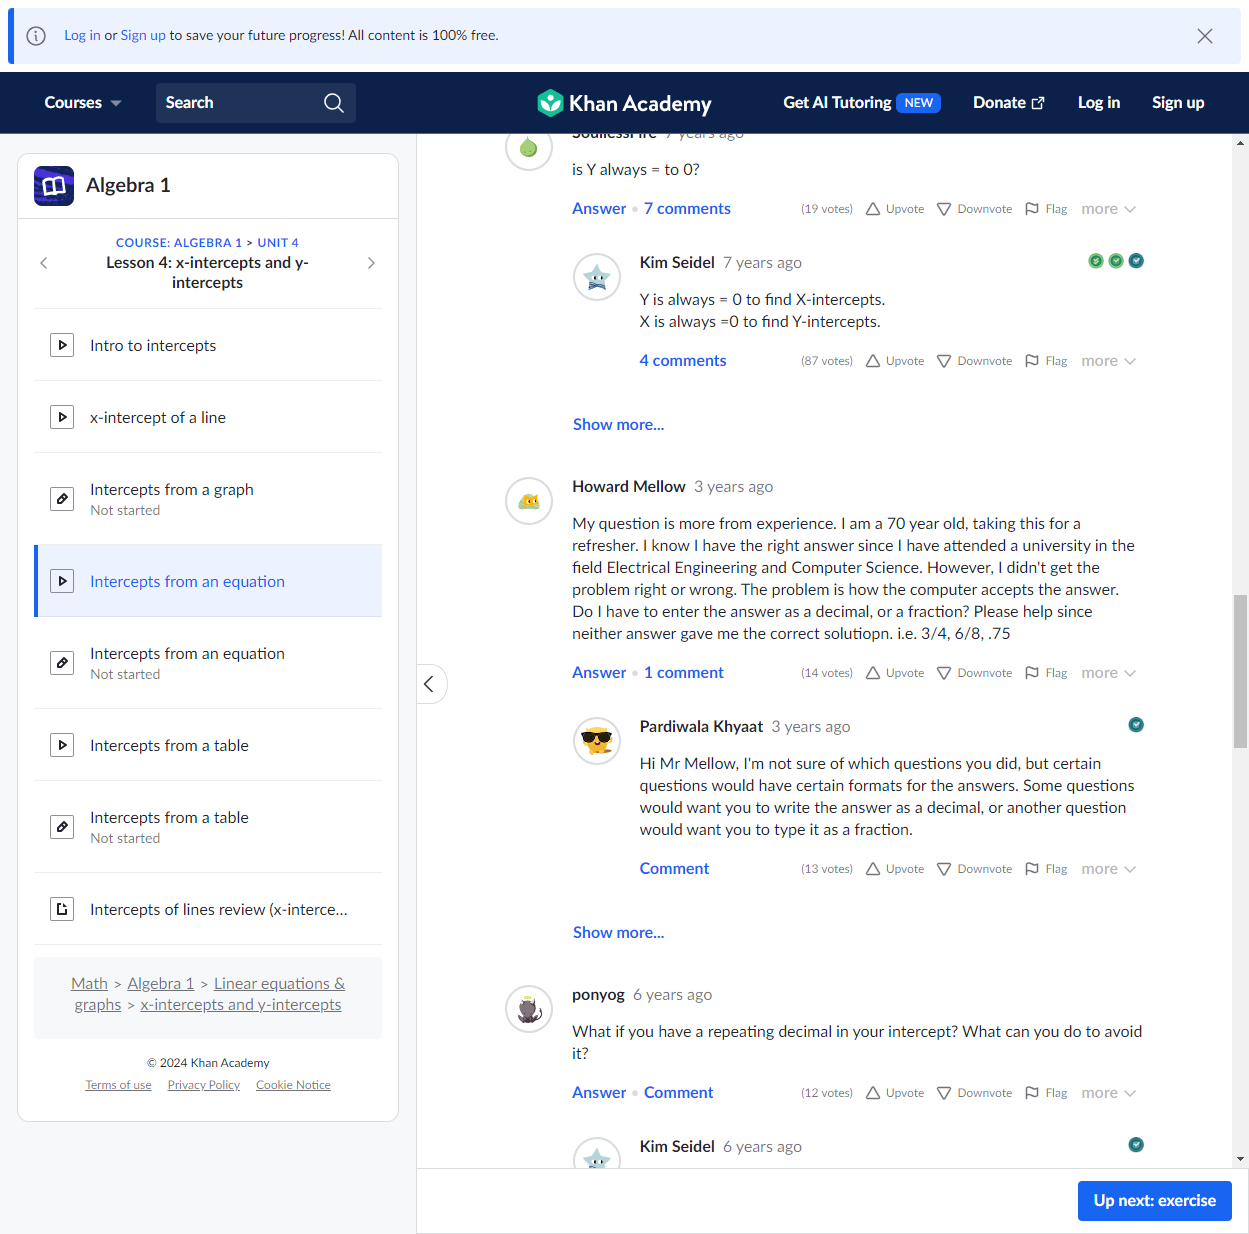 Log in or Sign up to save your future progress! All content is 100% free.
Courses
Search
Khan Academy
Get AI Tutoring NEW
Donate
Log in
Sign up
Algebra 1
COURSE: ALGEBRA 1 > UNIT 4
Lesson 4: x-intercepts and y-
intercepts
Intro to intercepts
x-intercept of a line
Intercepts from a graph
Not started
Intercepts from an equation
Intercepts from an equation
Not started
Intercepts from a table
Intercepts from a table
Not started
Intercepts of lines review (x-interce...
Math > Algebra 1 > Linear equations &
graphs > x-intercepts and y-intercepts
© 2024 Khan Academy
Terms of use Privacy Policy Cookie Notice
SoullessFire 7 years ago
is Y always = to 0?
Answer • 7 comments (19 votes) Upvote Downvote Flag more
Kim Seidel 7 years ago
Y is always = 0 to find X-intercepts.
X is always =0 to find Y-intercepts.
4 comments (87 votes) Upvote Downvote Flag more
Show more...
Howard Mellow 3 years ago
My question is more from experience. I am a 70 year old, taking this for a
refresher. I know I have the right answer since I have attended a university in the
field Electrical Engineering and Computer Science. However, I didn't get the
problem right or wrong. The problem is how the computer accepts the answer.
Do I have to enter the answer as a decimal, or a fraction? Please help since
neither answer gave me the correct solutiopn. i.e. 3/4, 6/8, .75
Answer • 1 comment (14 votes) Upvote Downvote Flag more
Pardiwala Khyaat 3 years ago
Hi Mr Mellow, I'm not sure of which questions you did, but certain
questions would have certain formats for the answers. Some questions
would want you to write the answer as a decimal, or another question
would want you to type it as a fraction.
Comment (13 votes) Upvote Downvote Flag more
Show more...
ponyog 6 years ago
What if you have a repeating decimal in your intercept? What can you do to avoid
it?
Answer • Comment (12 votes) Upvote Downvote Flag more
Kim Seidel 6 years ago
Up next: exercise